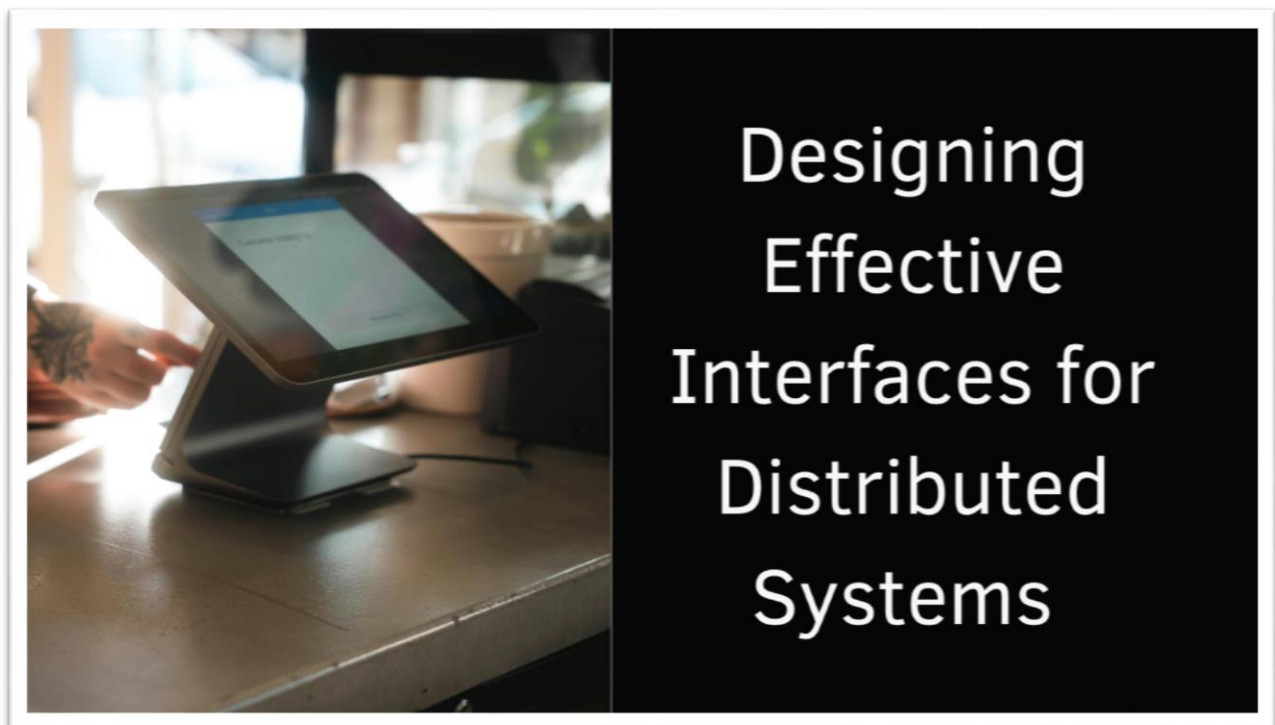 Designing
Effective
Interfaces for
Distributed
Systems